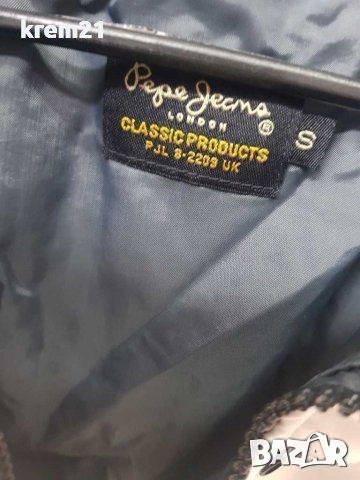 krem21
Pepe Jeans
LONDON
®
CLASSIC PRODUCTS
PJL 8-2209 UK
S
BAZAR